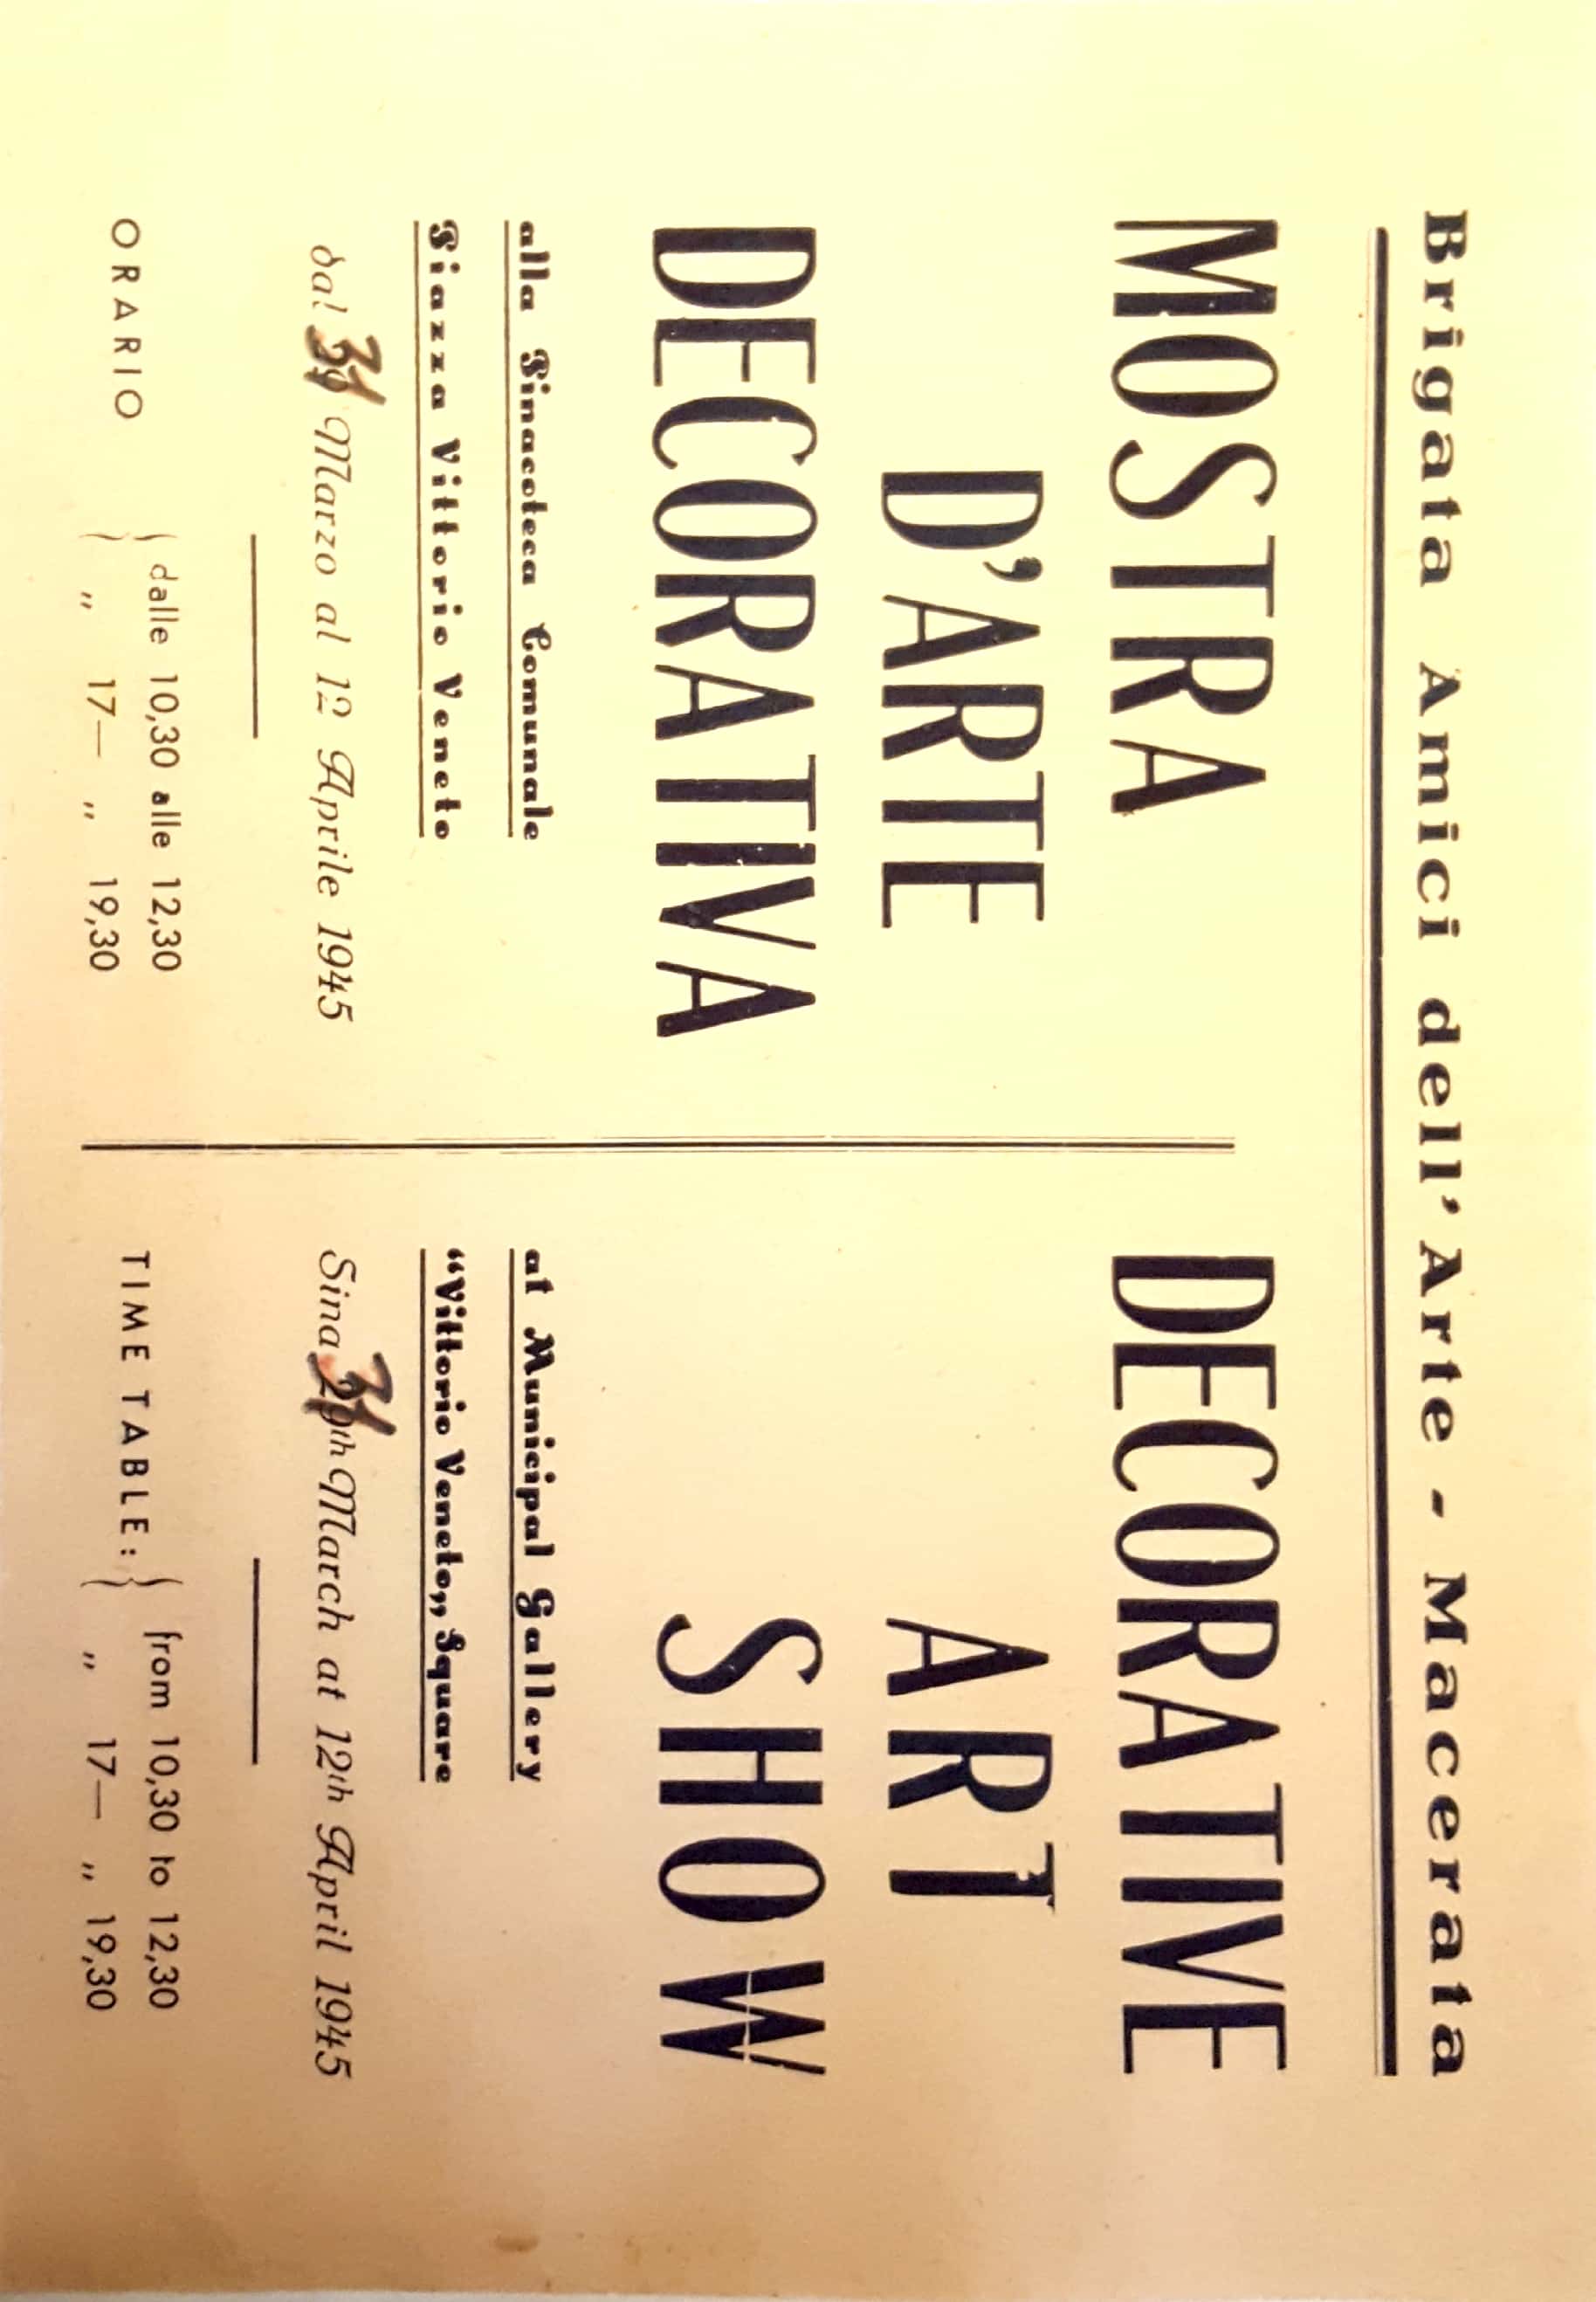 Brigata Amici dell' Arte - Macerata
MOSTRA
D'ARTE
DECORATIVA
alla Pinacoteca Comunale
Piazza Vittorio Veneto
dal 31 Marzo al 12 Aprile 1945
ORARIO
dalle 10,30 alle 12,30
„ 17— „ 19,30
DECORATIVE
ART
SHOW
at Municipal Gallery
“Vittorio Veneto„ Square
Sina 31 29th March at 12th April 1945
TIME TABLE:
from 10,30 to 12,30
„ 17— „ 19,30